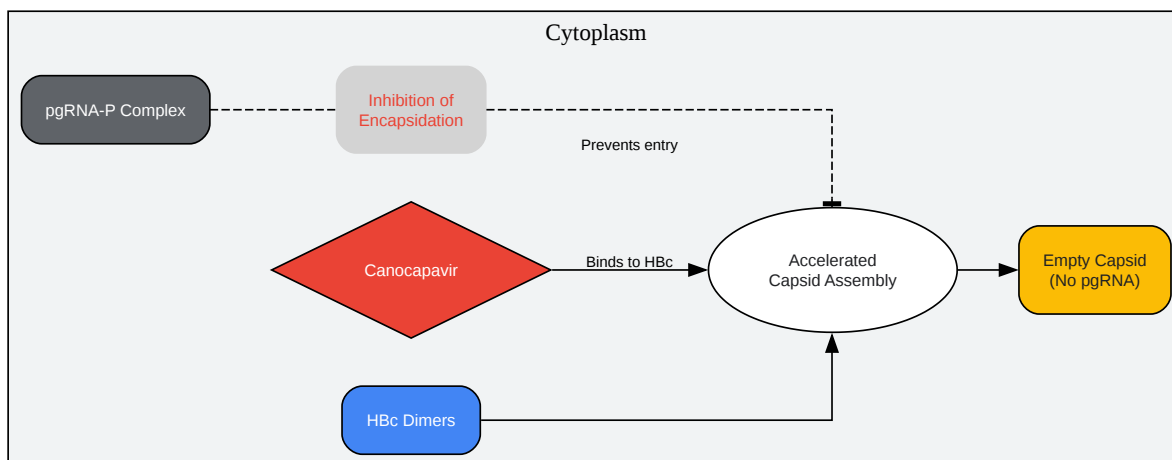 Cytoplasm
pgRNA-P Complex
Inhibition of
Encapsidation
Prevents entry
Canocapavir
Binds to HBc
Accelerated
Capsid Assembly
Empty Capsid
(No pgRNA)
HBc Dimers